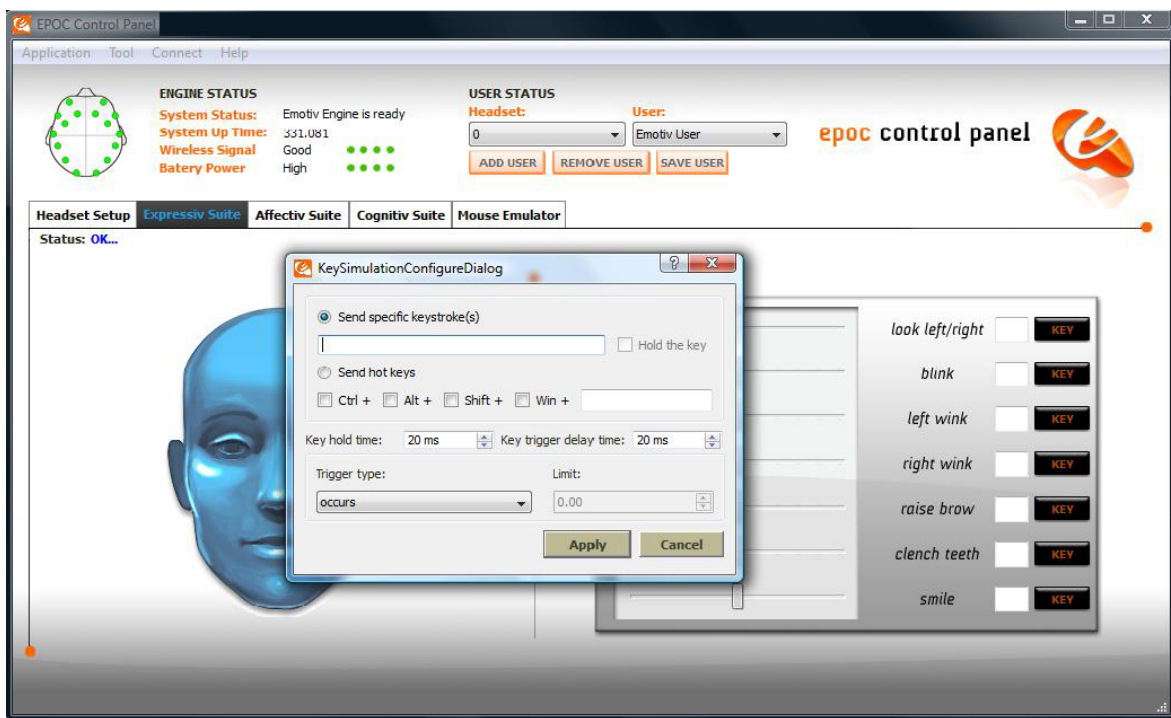 EPOC Control Panel
Application Tool Connect Help
ENGINE STATUS
System Status: Emotiv Engine is ready
System Up Time: 331.081
Wireless Signal Good
Batery Power High
USER STATUS
Headset: User:
0 Emotiv User
ADD USER REMOVE USER SAVE USER
epoc control panel
Headset Setup Expressiv Suite Affectiv Suite Cognitiv Suite Mouse Emulator
Status: OK...
KeySimulationConfigureDialog
Send specific keystroke(s)
Hold the key
Send hot keys
Ctrl + Alt + Shift + Win +
Key hold time: 20 ms Key trigger delay time: 20 ms
Trigger type: Limit:
occurs 0.00
Apply Cancel
look left/right KEY
blink KEY
left wink KEY
right wink KEY
raise brow KEY
clench teeth KEY
smile KEY